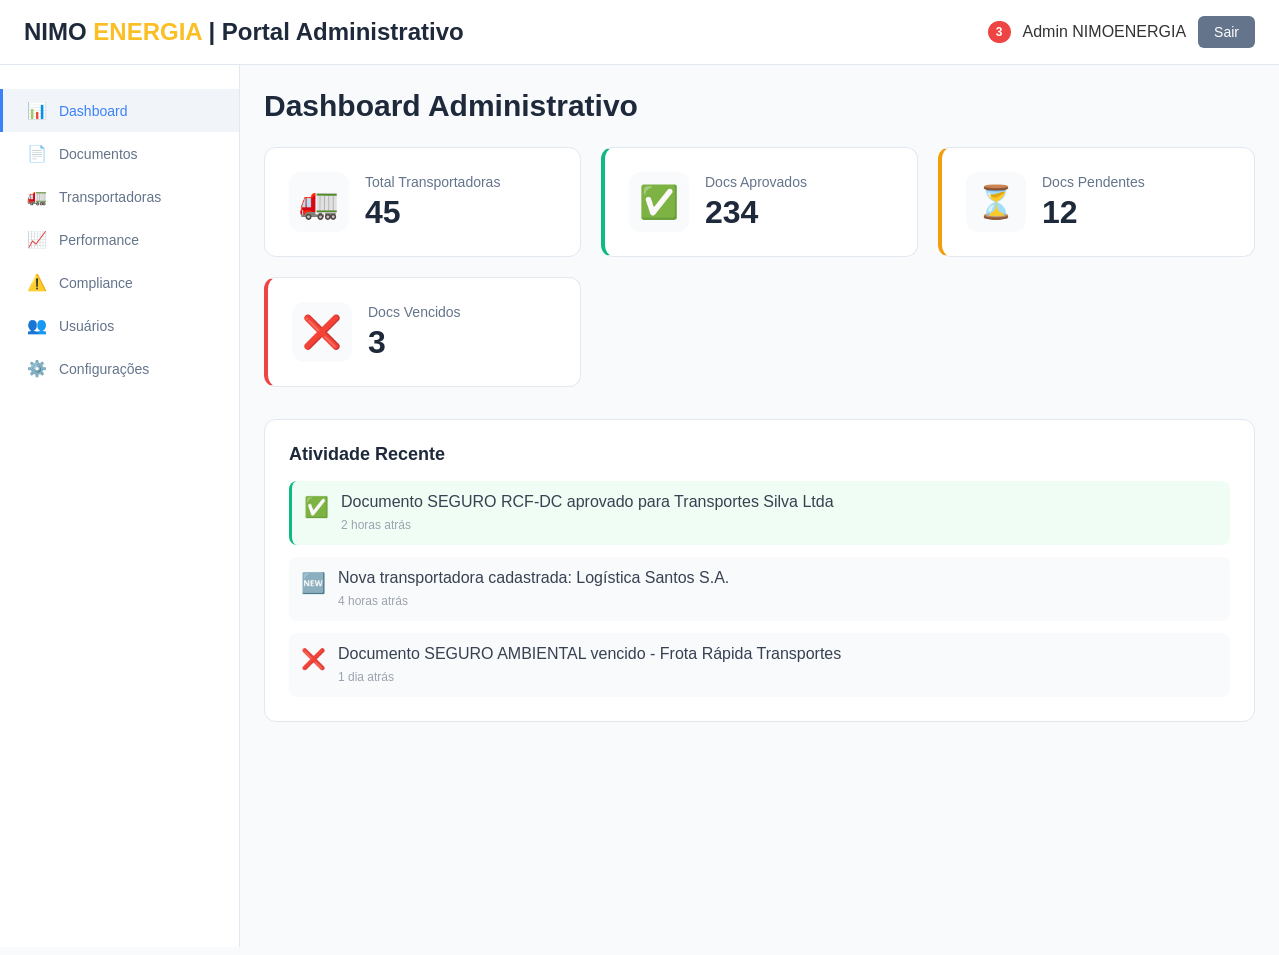 NIMO ENERGIA | Portal Administrativo
3
Admin NIMOENERGIA
Sair
Dashboard
Documentos
Transportadoras
Performance
Compliance
Usuários
Configurações
Dashboard Administrativo
Total Transportadoras
45
Docs Aprovados
234
Docs Pendentes
12
Docs Vencidos
3
Atividade Recente
Documento SEGURO RCF-DC aprovado para Transportes Silva Ltda
2 horas atrás
NEW
Nova transportadora cadastrada: Logística Santos S.A.
4 horas atrás
Documento SEGURO AMBIENTAL vencido - Frota Rápida Transportes
1 dia atrás